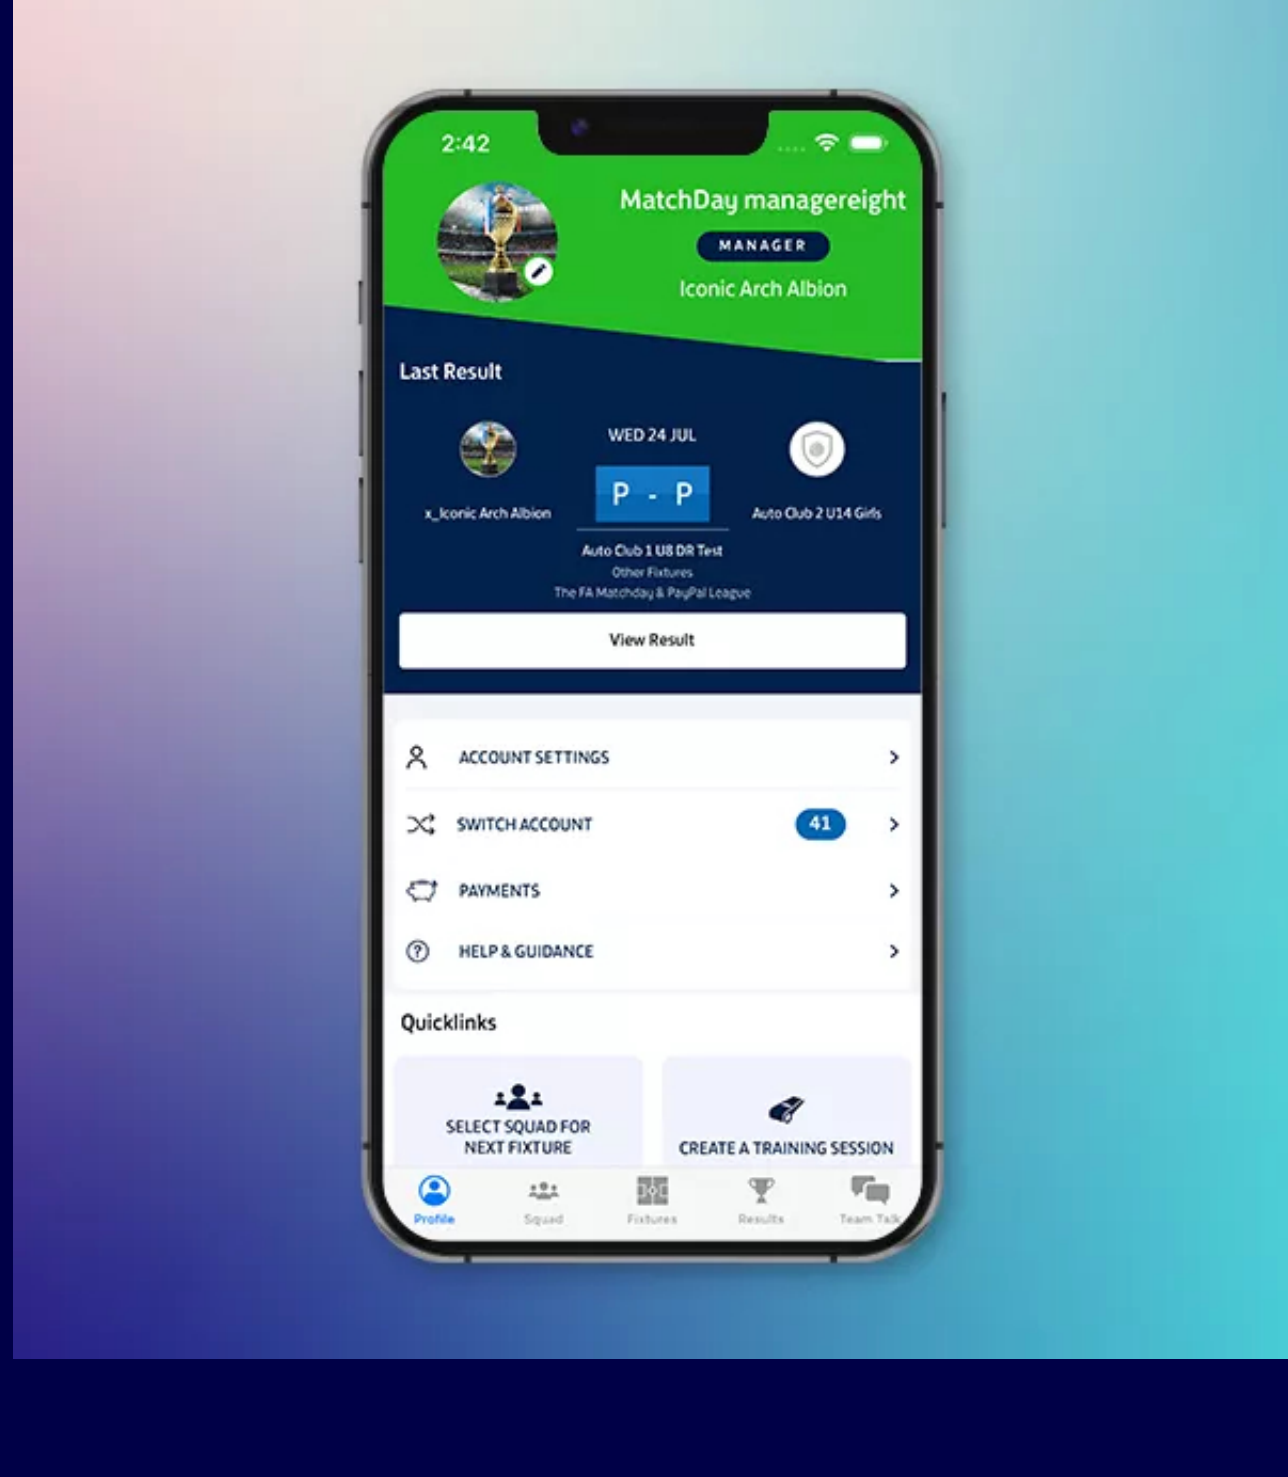 2:42
MatchDay managereight
MANAGER
Iconic Arch Albion
Last Result
WED 24 JUL
P - P
x_Iconic Arch Albion
Auto Club 2 U14 Girls
Auto Club 1 U8 DR Test
Other Fixtures
The FA Matchday & PayPal League
View Result
ACCOUNT SETTINGS
SWITCH ACCOUNT
41
PAYMENTS
HELP & GUIDANCE
Quicklinks
SELECT SQUAD FOR
NEXT FIXTURE
CREATE A TRAINING SESSION
Profile
Squad
Fixtures
Results
Team Talk